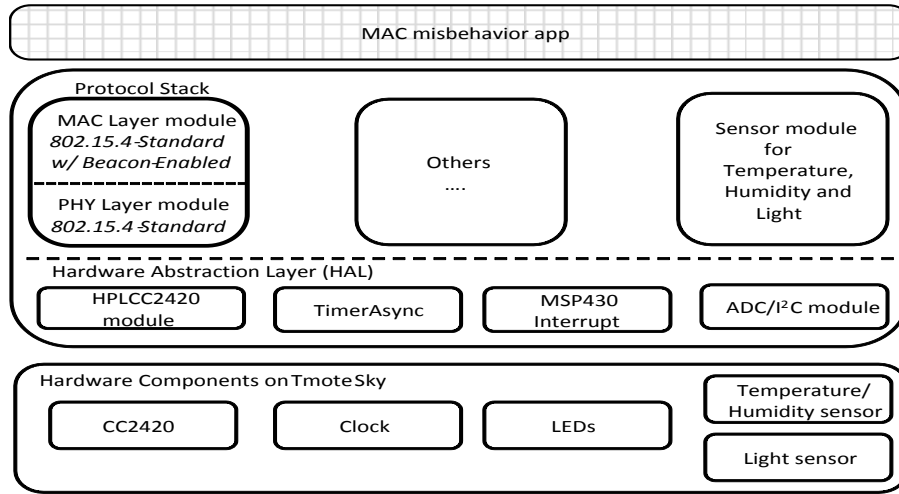 MAC misbehavior app
Protocol Stack
MAC Layer module
802.15.4-Standard
w/ Beacon-Enabled
PHY Layer module
802.15.4-Standard
Others
....
Sensor module
for
Temperature,
Humidity and
Light
Hardware Abstraction Layer (HAL)
HPLCC2420
module
TimerAsync
MSP430
Interrupt
ADC/I²C module
Hardware Components on TmoteSky
CC2420
Clock
LEDs
Temperature/
Humidity sensor
Light sensor